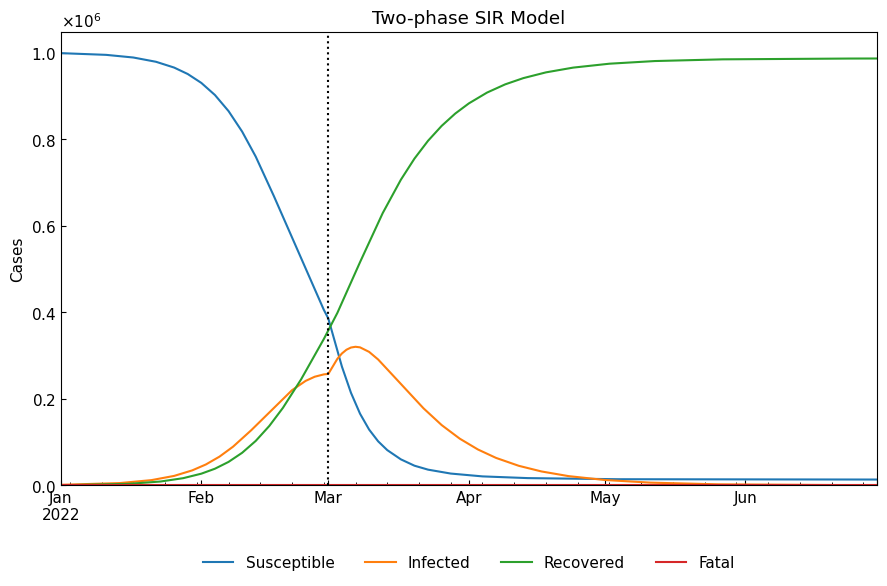 Two-phase SIR Model
×10⁶
1.0
0.8
0.6
0.4
0.2
0.0
Cases
Jan Feb Mar Apr May Jun
2022
Susceptible Infected Recovered Fatal